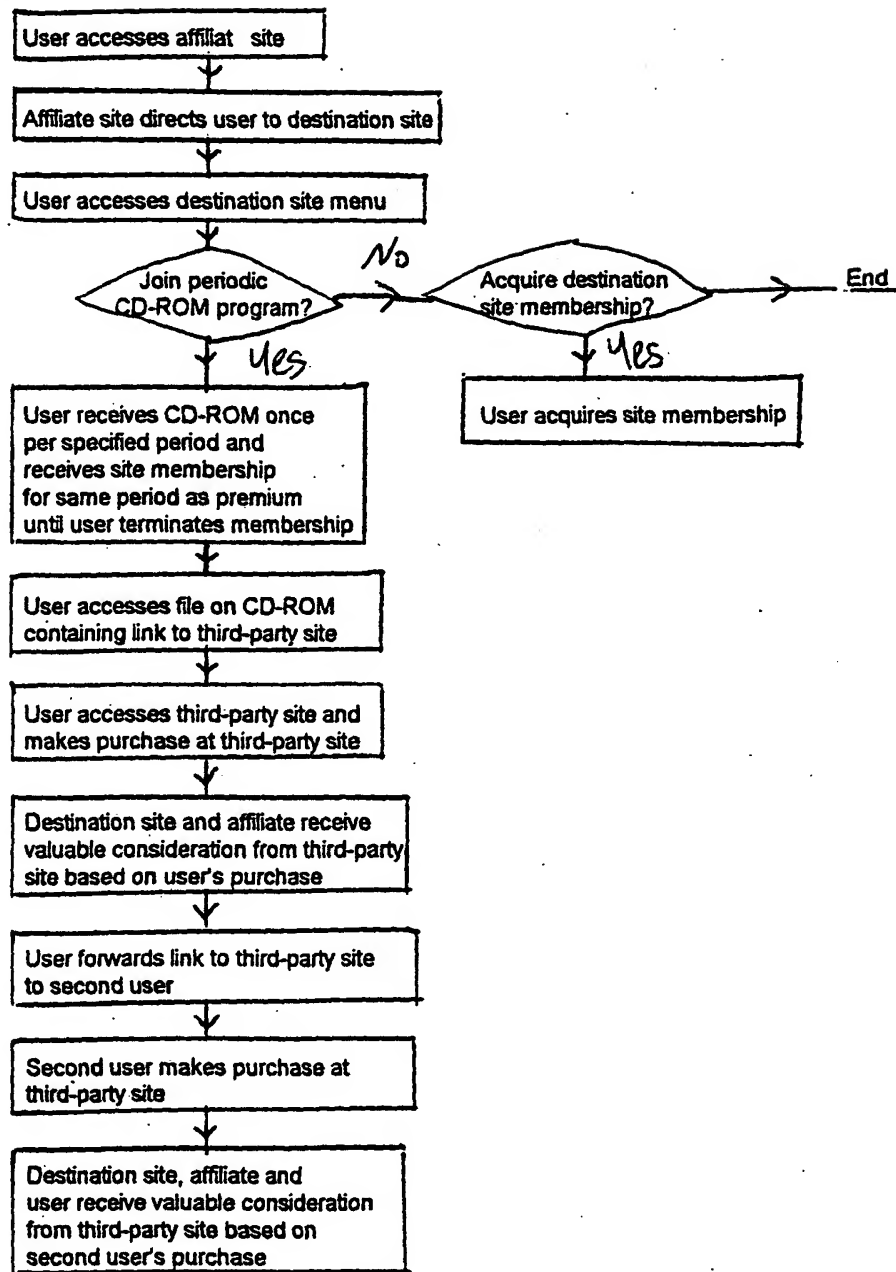 User accesses affiliat site
Affiliate site directs user to destination site
User accesses destination site menu
Join periodic
CD-ROM program?
No
Acquire destination
site membership?
End
Yes
Yes
User receives CD-ROM once
per specified period and
receives site membership
for same period as premium
until user terminates membership
User acquires site membership
User accesses file on CD-ROM
containing link to third-party site
User accesses third-party site and
makes purchase at third-party site
Destination site and affiliate receive
valuable consideration from third-party
site based on user's purchase
User forwards link to third-party site
to second user
Second user makes purchase at
third-party site
Destination site, affiliate and
user receive valuable consideration
from third-party site based on
second user's purchase